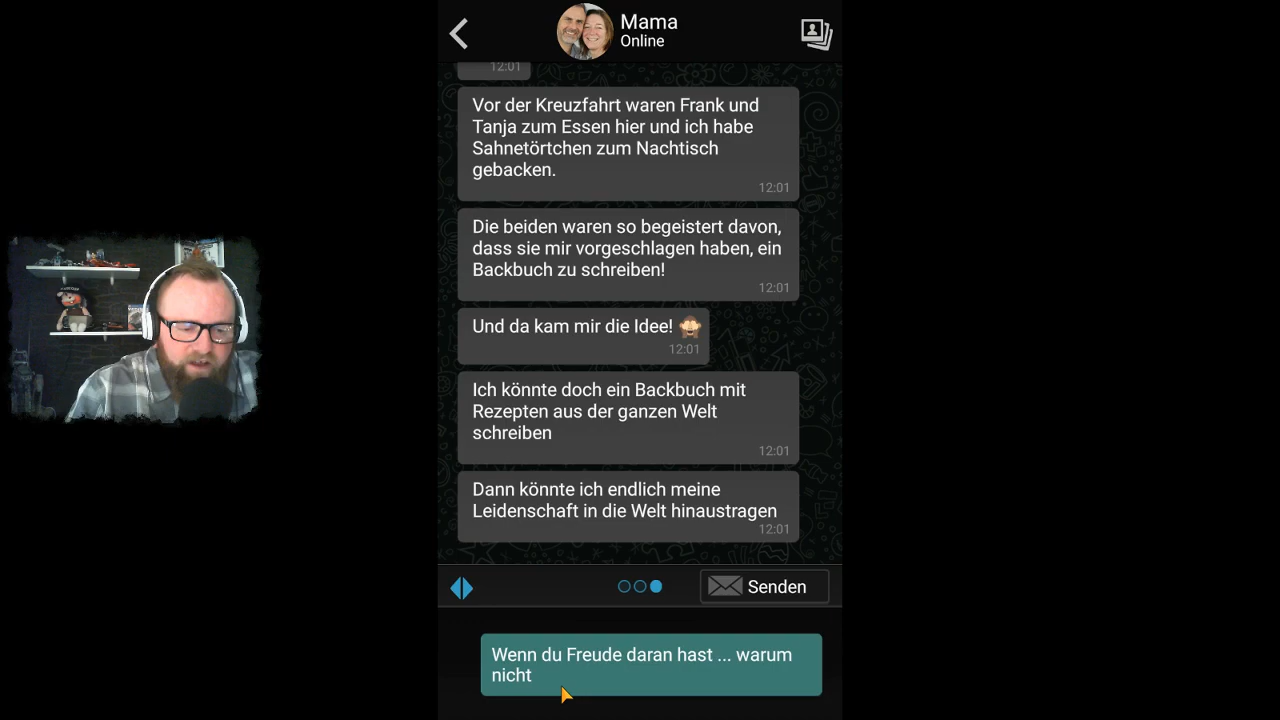 Mama
Online
12:01
Vor der Kreuzfahrt waren Frank und
Tanja zum Essen hier und ich habe
Sahnetörtchen zum Nachtisch
gebacken.
12:01
Die beiden waren so begeistert davon,
dass sie mir vorgeschlagen haben, ein
Backbuch zu schreiben!
12:01
Und da kam mir die Idee! 🙈
12:01
Ich könnte doch ein Backbuch mit
Rezepten aus der ganzen Welt
schreiben
12:01
Dann könnte ich endlich meine
Leidenschaft in die Welt hinaustragen
12:01
Senden
Wenn du Freude daran hast ... warum
nicht